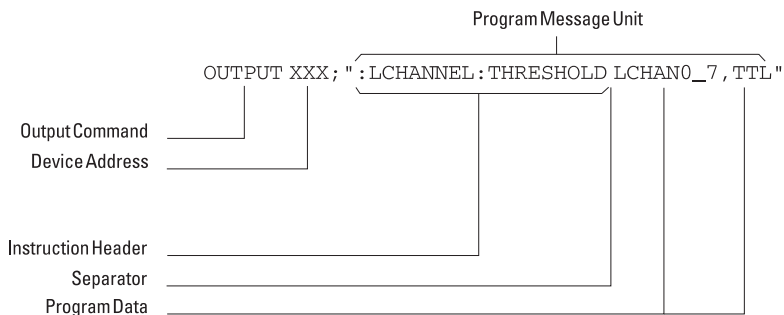 Program Message Unit
OUTPUT XXX;":LCHANNEL:THRESHOLD LCHAN0_7,TTL"
Output Command
Device Address
Instruction Header
Separator
Program Data